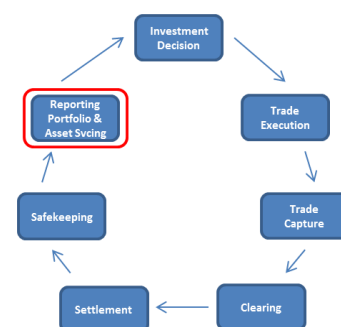 Investment
Decision
Trade
Execution
Trade
Capture
Clearing
Settlement
Safekeeping
Reporting
Portfolio &
Asset Svcing